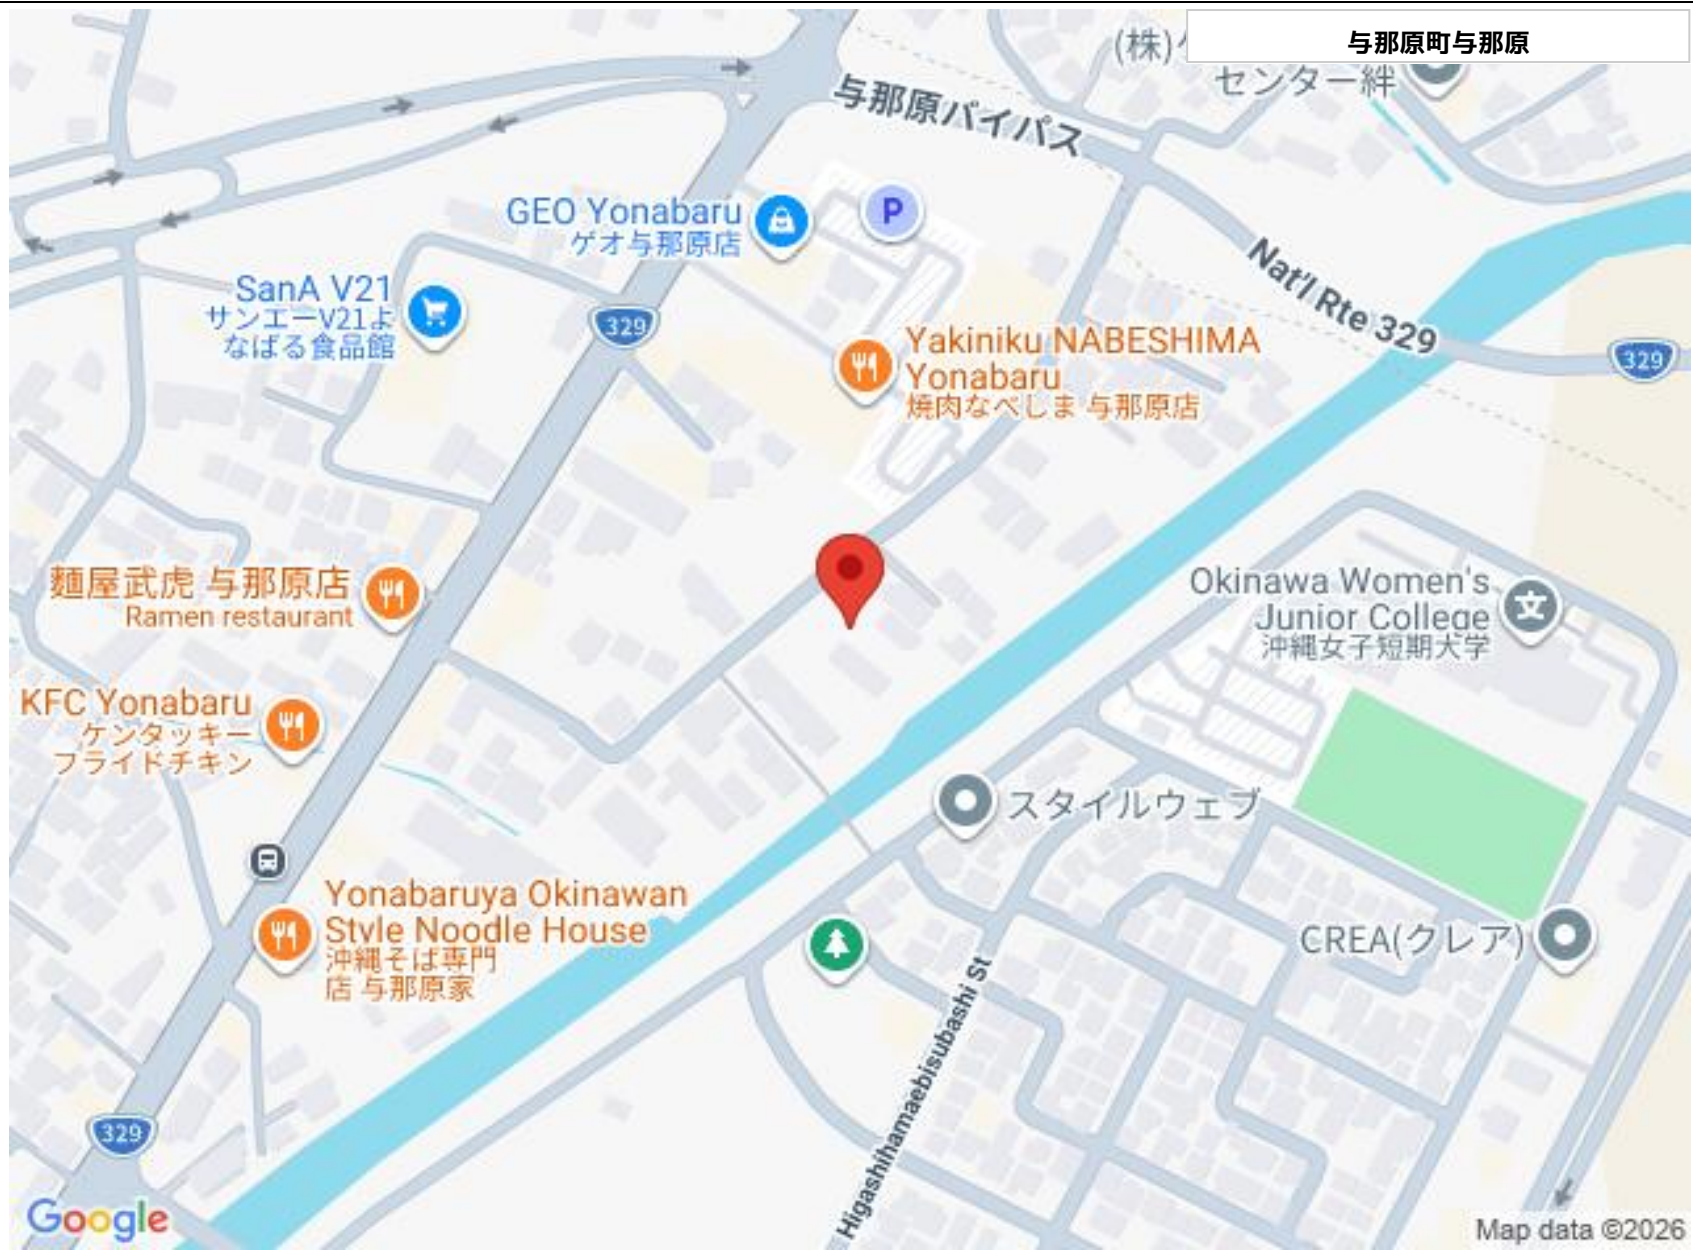 与那原町与那原
(株)
センター絆
与那原バイパス
GEO Yonabaru
ゲオ与那原店
P
Nat'l Rte 329
SanA V21
サンエーV21よ
なばる食品館
329
329
Yakiniku NABESHIMA
Yonabaru
焼肉なべしま 与那原店
麺屋武虎 与那原店
Ramen restaurant
Okinawa Women's
Junior College
沖縄女子短期大学
文
KFC Yonabaru
ケンタッキー
フライドチキン
スタイルウェブ
Yonabaruya Okinawan
Style Noodle House
沖縄そば専門
店 与那原家
CREA(クレア)
Higashihamaebisubashi St
329
Google
Map data ©2026